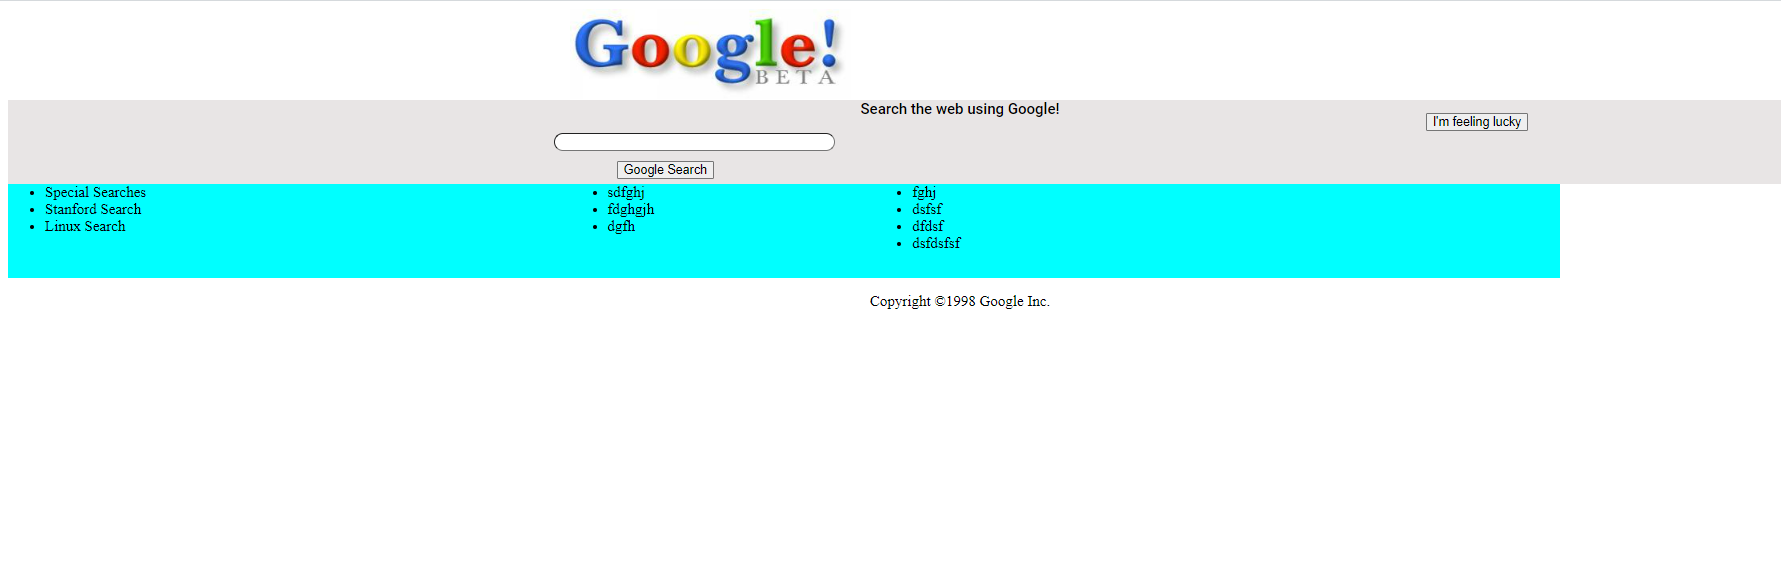 Google!
BETA
Search the web using Google!
I'm feeling lucky
Google Search
Special Searches
Stanford Search
Linux Search
sdfghj
fdghgjh
dgfh
fghj
dsfsf
dfdsf
dsfdsfsf
Copyright ©1998 Google Inc.